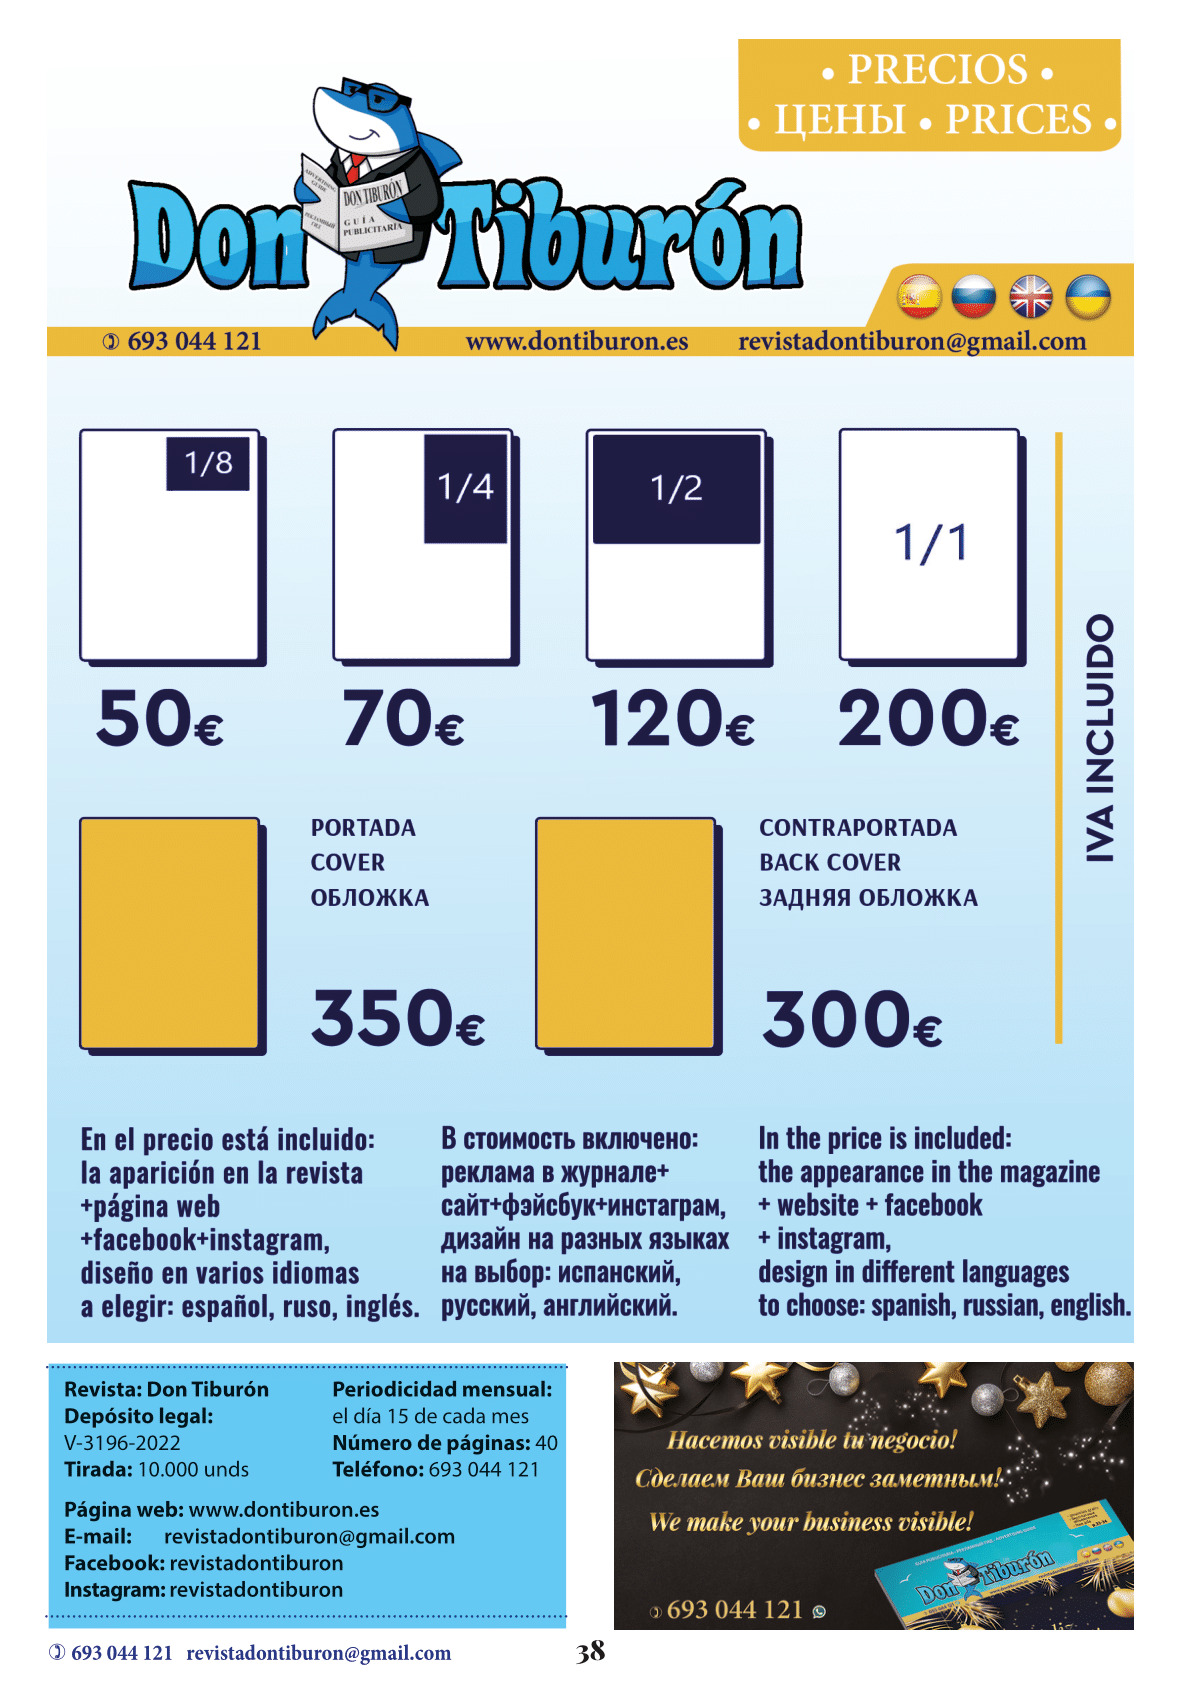 • PRECIOS •
• ЦЕНЫ • PRICES •
Don Tiburón
ADVERTISING
GUIDE
РЕКЛАМНЫЙ
ГИД
DON TIBURÓN
GUÍA
PUBLICITARIA
693 044 121 www.dontiburon.es revistadontiburon@gmail.com
1/8
1/4
1/2
1/1
50€ 70€ 120€ 200€
IVA INCLUIDO
PORTADA
COVER
ОБЛОЖКА
350€
CONTRAPORTADA
BACK COVER
ЗАДНЯЯ ОБЛОЖКА
300€
En el precio está incluido:
la aparición en la revista
+página web
+facebook+instagram,
diseño en varios idiomas
a elegir: español, ruso, inglés.
В стоимость включено:
реклама в журнале+
сайт+фэйсбук+инстаграм,
дизайн на разных языках
на выбор: испанский,
русский, английский.
In the price is included:
the appearance in the magazine
+ website + facebook
+ instagram,
design in different languages
to choose: spanish, russian, english.
Revista: Don Tiburón
Depósito legal:
V-3196-2022
Tirada: 10.000 unds
Periodicidad mensual:
el día 15 de cada mes
Número de páginas: 40
Teléfono: 693 044 121
Página web: www.dontiburon.es
E-mail: revistadontiburon@gmail.com
Facebook: revistadontiburon
Instagram: revistadontiburon
Hacemos visible tu negocio!
Сделаем Ваш бизнес заметным!
We make your business visible!
Don Tiburón
693 044 121
693 044 121 revistadontiburon@gmail.com
38